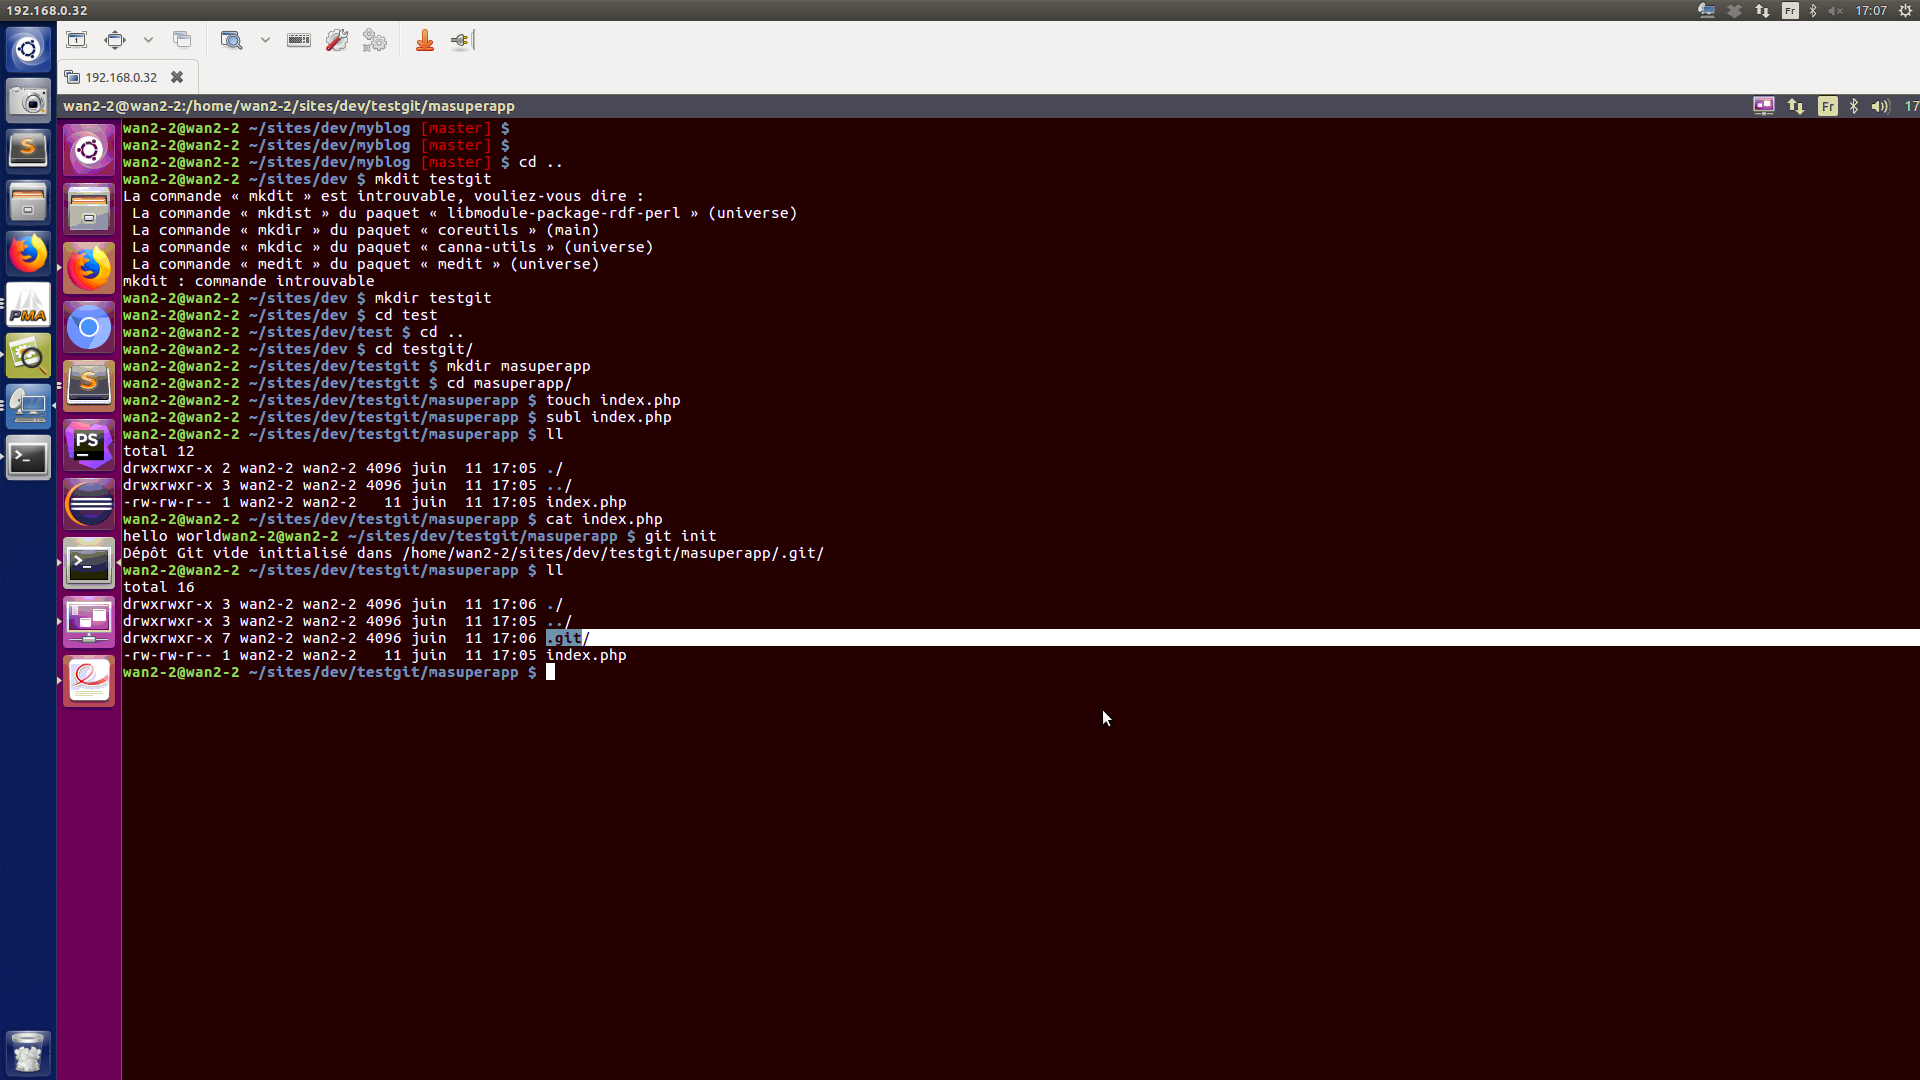 192.168.0.32
Fr
17:07
192.168.0.32
wan2-2@wan2-2:/home/wan2-2/sites/dev/testgit/masuperapp
Fr
17
PMA
PS
wan2-2@wan2-2 ~/sites/dev/myblog [master] $
wan2-2@wan2-2 ~/sites/dev/myblog [master] $
wan2-2@wan2-2 ~/sites/dev/myblog [master] $ cd ..
wan2-2@wan2-2 ~/sites/dev $ mkdit testgit
La commande « mkdit » est introuvable, vouliez-vous dire :
 La commande « mkdist » du paquet « libmodule-package-rdf-perl » (universe)
 La commande « mkdir » du paquet « coreutils » (main)
 La commande « mkdic » du paquet « canna-utils » (universe)
 La commande « medit » du paquet « medit » (universe)
mkdit : commande introuvable
wan2-2@wan2-2 ~/sites/dev $ mkdir testgit
wan2-2@wan2-2 ~/sites/dev $ cd test
wan2-2@wan2-2 ~/sites/dev/test $ cd ..
wan2-2@wan2-2 ~/sites/dev $ cd testgit/
wan2-2@wan2-2 ~/sites/dev/testgit $ mkdir masuperapp
wan2-2@wan2-2 ~/sites/dev/testgit $ cd masuperapp/
wan2-2@wan2-2 ~/sites/dev/testgit/masuperapp $ touch index.php
wan2-2@wan2-2 ~/sites/dev/testgit/masuperapp $ subl index.php
wan2-2@wan2-2 ~/sites/dev/testgit/masuperapp $ ll
total 12
drwxrwxr-x 2 wan2-2 wan2-2 4096 juin  11 17:05 ./
drwxrwxr-x 3 wan2-2 wan2-2 4096 juin  11 17:05 ../
-rw-rw-r-- 1 wan2-2 wan2-2   11 juin  11 17:05 index.php
wan2-2@wan2-2 ~/sites/dev/testgit/masuperapp $ cat index.php
hello worldwan2-2@wan2-2 ~/sites/dev/testgit/masuperapp $ git init
Dépôt Git vide initialisé dans /home/wan2-2/sites/dev/testgit/masuperapp/.git/
wan2-2@wan2-2 ~/sites/dev/testgit/masuperapp $ ll
total 16
drwxrwxr-x 3 wan2-2 wan2-2 4096 juin  11 17:06 ./
drwxrwxr-x 3 wan2-2 wan2-2 4096 juin  11 17:05 ../
drwxrwxr-x 7 wan2-2 wan2-2 4096 juin  11 17:06 .git/
-rw-rw-r-- 1 wan2-2 wan2-2   11 juin  11 17:05 index.php
wan2-2@wan2-2 ~/sites/dev/testgit/masuperapp $